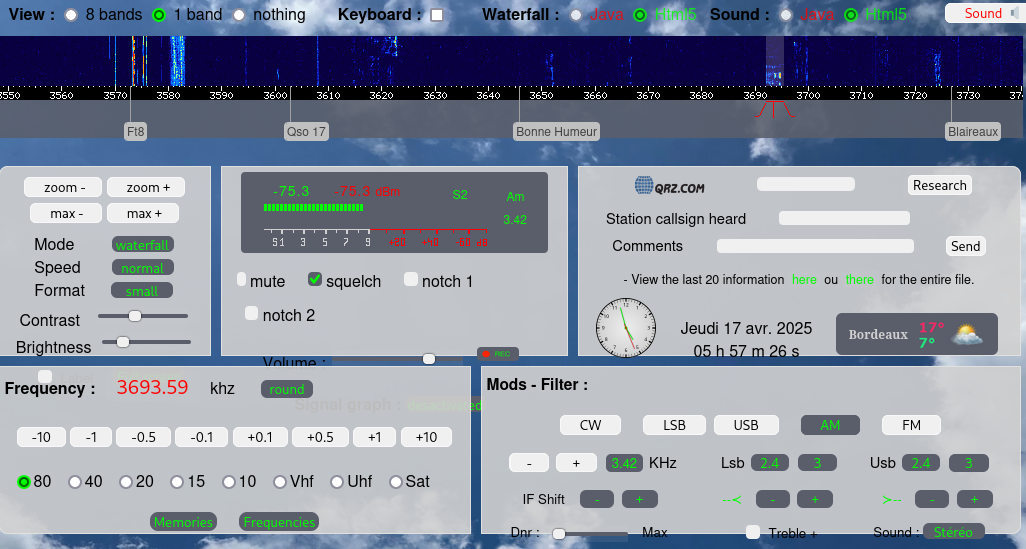 View : 8 bands 1 band nothing Keyboard : Waterfall : Java Html5 Sound : Java Html5 Sound
3550 3560 3570 3580 3590 3600 3610 3620 3630 3640 3650 3660 3670 3680 3690 3700 3710 3720 3730
Ft8 Qso 17 Bonne Humeur Blaireaux
zoom - zoom +
max - max +
Mode waterfall
Speed normal
Format small
Contrast
Brightness
-75.3 -75.3 dBm S2 Am
3.42
S1 3 5 7 9 +20 +40 +60 dB
mute squelch notch 1
notch 2
Volume : REC
Signal graph : disactivated
QRZ.COM Research
Station callsign heard
Comments Send
- View the last 20 information here ou there for the entire file.
Jeudi 17 avr. 2025
05 h 57 m 26 s
Bordeaux 17°
7°
Frequency : 3693.59 khz round
-10 -1 -0.5 -0.1 +0.1 +0.5 +1 +10
80 40 20 15 10 Vhf Uhf Sat
Memories Frequencies
Mods - Filter :
CW LSB USB AM FM
- + 3.42 KHz Lsb 2.4 3 Usb 2.4 3
IF Shift - + --< - + >-- - +
Dnr : Max Treble + Sound : Stéréo